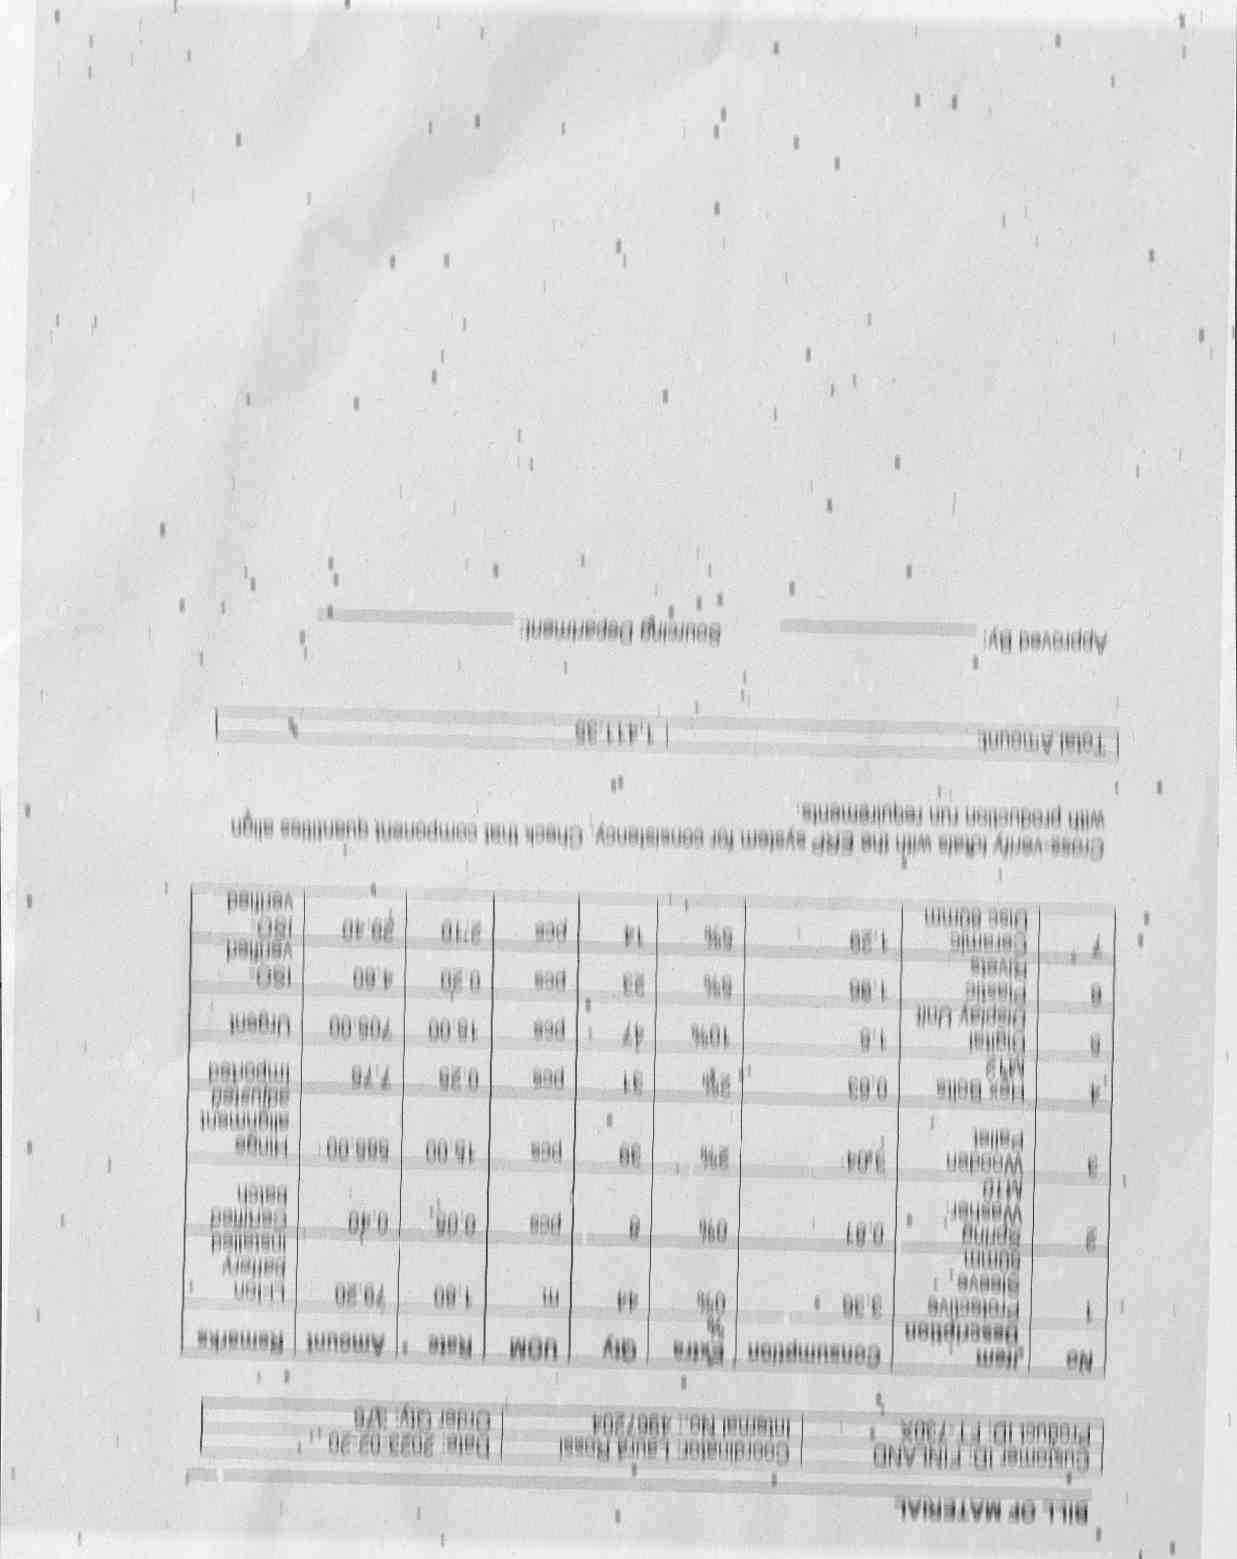 BILL OF MATERIAL
Customer ID: FINLAND Coordinator: Laura Rossi Date: 2023.02.20
Product ID: FT-730X Internal No.: 4967204 Order Qty:
No Item Description Consumption Extra % Qty UOM Rate Amount Remarks
1 Protective Sleeve 3.36 0% 44 m 1.80 79.20 Li-Ion battery installed
2 Spring Washer M10 0.81 0% 8 pcs 0.05 0.40 Certified batch
3 Wooden Pallet 3.04 2% 39 pcs 15.00 585.00 Hinge alignment adjusted
4 Hex Bolts M12 0.63 2% 31 pcs 0.25 7.75 Imported
5 Digital Display Unit 1.5 10% 47 pcs 15.00 705.00 Urgent
6 Plastic Rivets 5% 23 pcs 0.20 4.60 ISO verified
7 Ceramic Disc 5% 14 pcs 2.10 29.40 ISO verified
Cross-verify totals with the ERP system for consistency. Check that component quantities align
with production run requirements.
Total Amount: 1,411.35
Approved By: Sourcing Department: